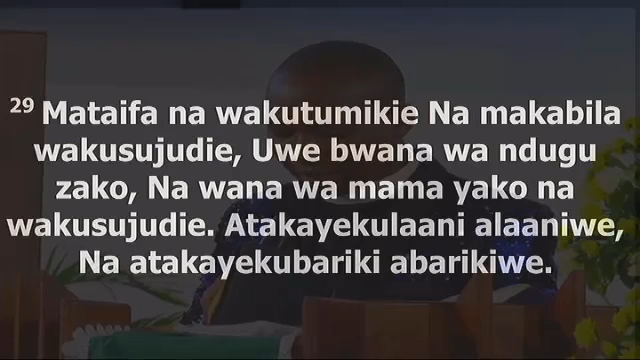 29 Mataifa na wakutumikie Na makabila
wakusujudie, Uwe bwana wa ndugu
zako, Na wana wa mama yako na
wakusujudie. Atakayekulaani alaaniwe,
Na atakayekubariki abarikiwe.